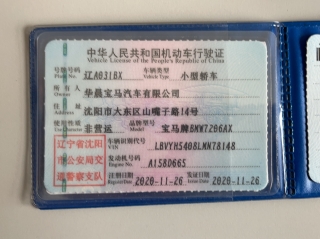 中华人民共和国机动车行驶证
Vehicle License of the People's Republic of China
号牌号码 辽A031BX 车辆类型 小型轿车
Plate No. Vehicle Type
所有人 华晨宝马汽车有限公司
Owner
住址 沈阳市大东区山嘴子路14号
Address
使用性质 非营运 品牌型号 宝马牌BMW7206AX
Use Character Model
辽宁省沈阳 车辆识别代号 LBVYH5408LMN78148
VIN
市公安局交 发动机号码 A158D665
Engine No.
通警察支队 注册日期 2020-11-26 发证日期 2020-11-26
Register Date Issue Date